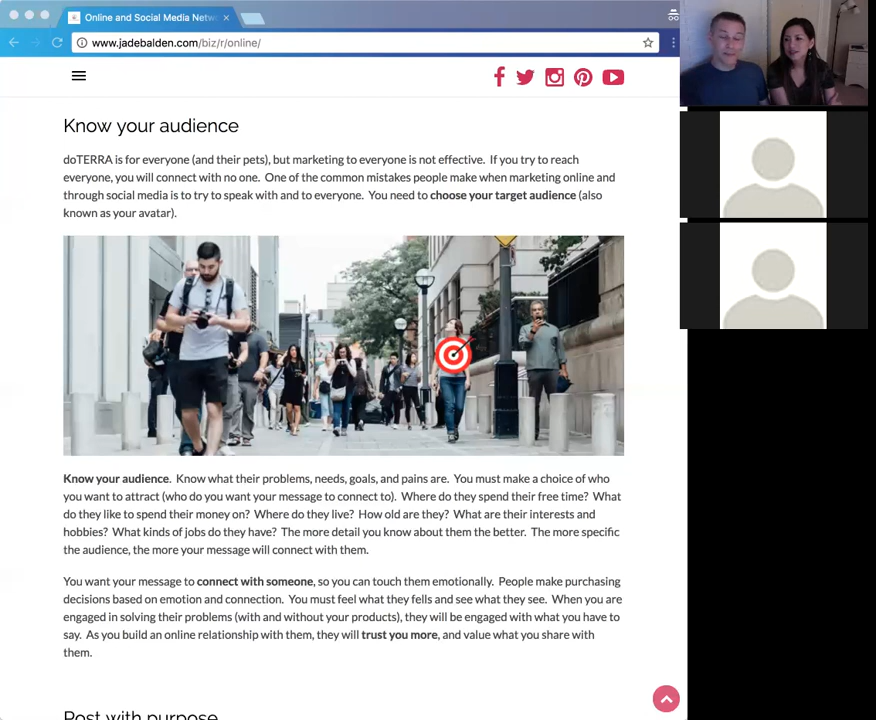 Online and Social Media Netw
www.jadebalden.com/biz/r/online/
Know your audience
doTERRA is for everyone (and their pets), but marketing to everyone is not effective. If you try to reach
everyone, you will connect with no one. One of the common mistakes people make when marketing online and
through social media is to try to speak with and to everyone. You need to choose your target audience (also
known as your avatar).
Know your audience. Know what their problems, needs, goals, and pains are. You must make a choice of who
you want to attract (who do you want your message to connect to). Where do they spend their free time? What
do they like to spend their money on? Where do they live? How old are they? What are their interests and
hobbies? What kinds of jobs do they have? The more detail you know about them the better. The more specific
the audience, the more your message will connect with them.
You want your message to connect with someone, so you can touch them emotionally. People make purchasing
decisions based on emotion and connection. You must feel what they fells and see what they see. When you are
engaged in solving their problems (with and without your products), they will be engaged with what you have to
say. As you build an online relationship with them, they will trust you more, and value what you share with
them.
Post with purpose